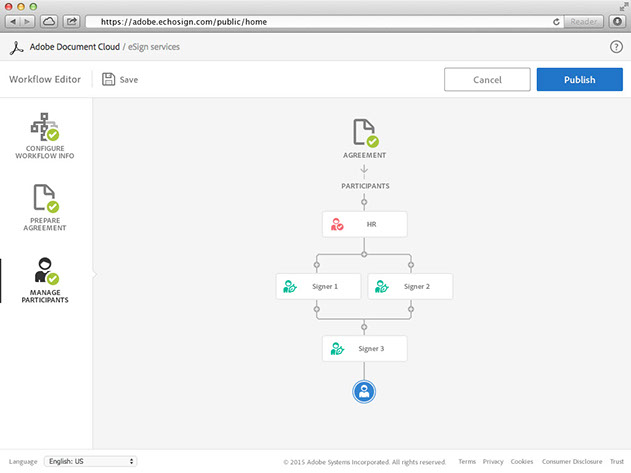 https://adobe.echosign.com/public/home
Reader
Adobe Document Cloud / eSign services
?
Workflow Editor
Save
Cancel
Publish
CONFIGURE
WORKFLOW INFO
PREPARE
AGREEMENT
MANAGE
PARTICIPANTS
AGREEMENT
PARTICIPANTS
HR
Signer 1
Signer 2
Signer 3
Language
English: US
© 2015 Adobe Systems Incorporated. All rights reserved.
Terms
Privacy
Cookies
Consumer Disclosure
Trust